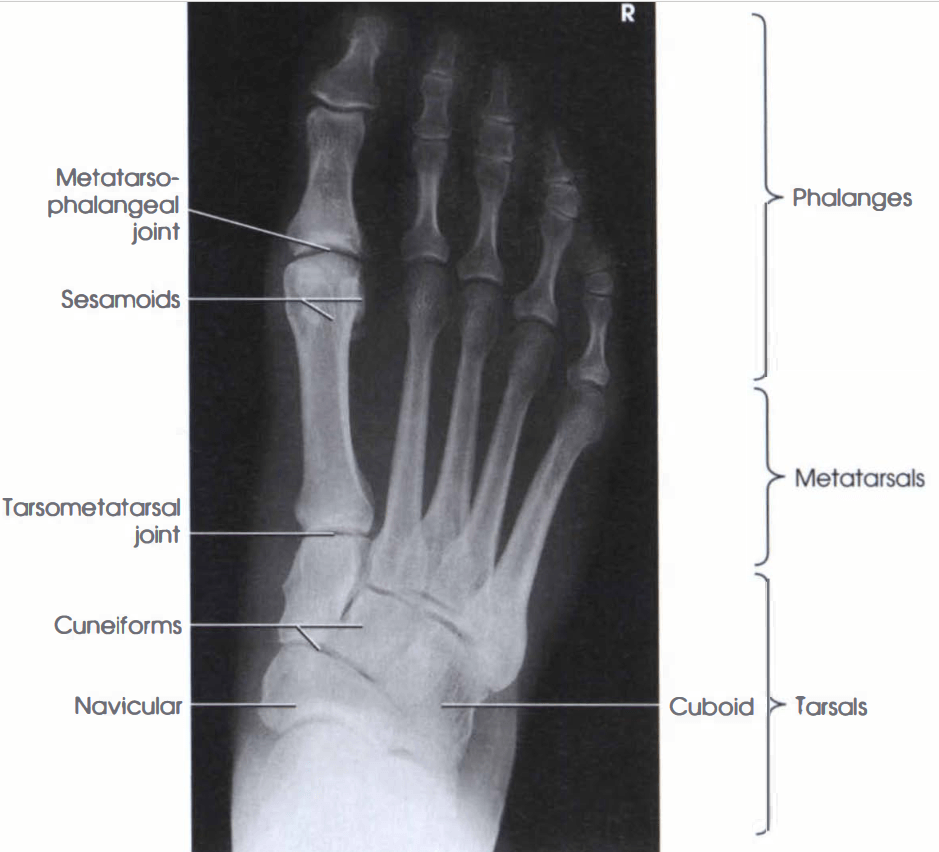 R
Metatarso-
phalangeal
joint
Sesamoids
Tarsometatarsal
joint
Cuneiforms
Navicular
Phalanges
Metatarsals
Cuboid
Tarsals